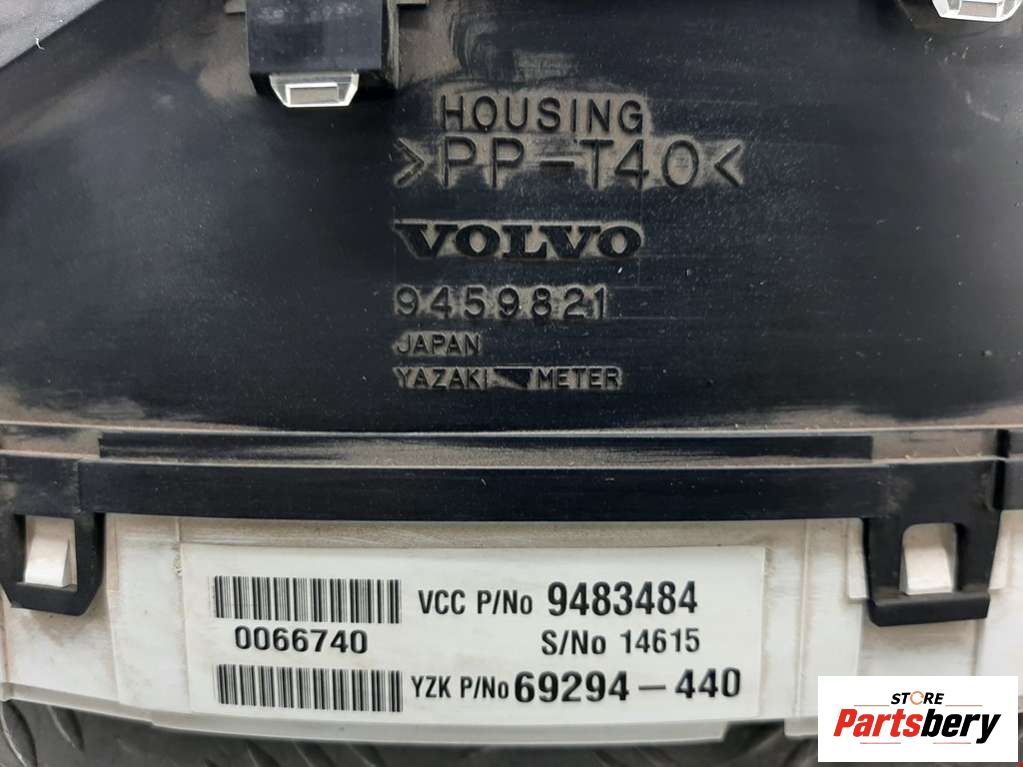 HOUSING
>PP-T40<
VOLVO
9459821
JAPAN
YAZAKI METER
VCC P/No 9483484
0066740
S/No 14615
YZK P/No 69294-440
STORE
Partsbery